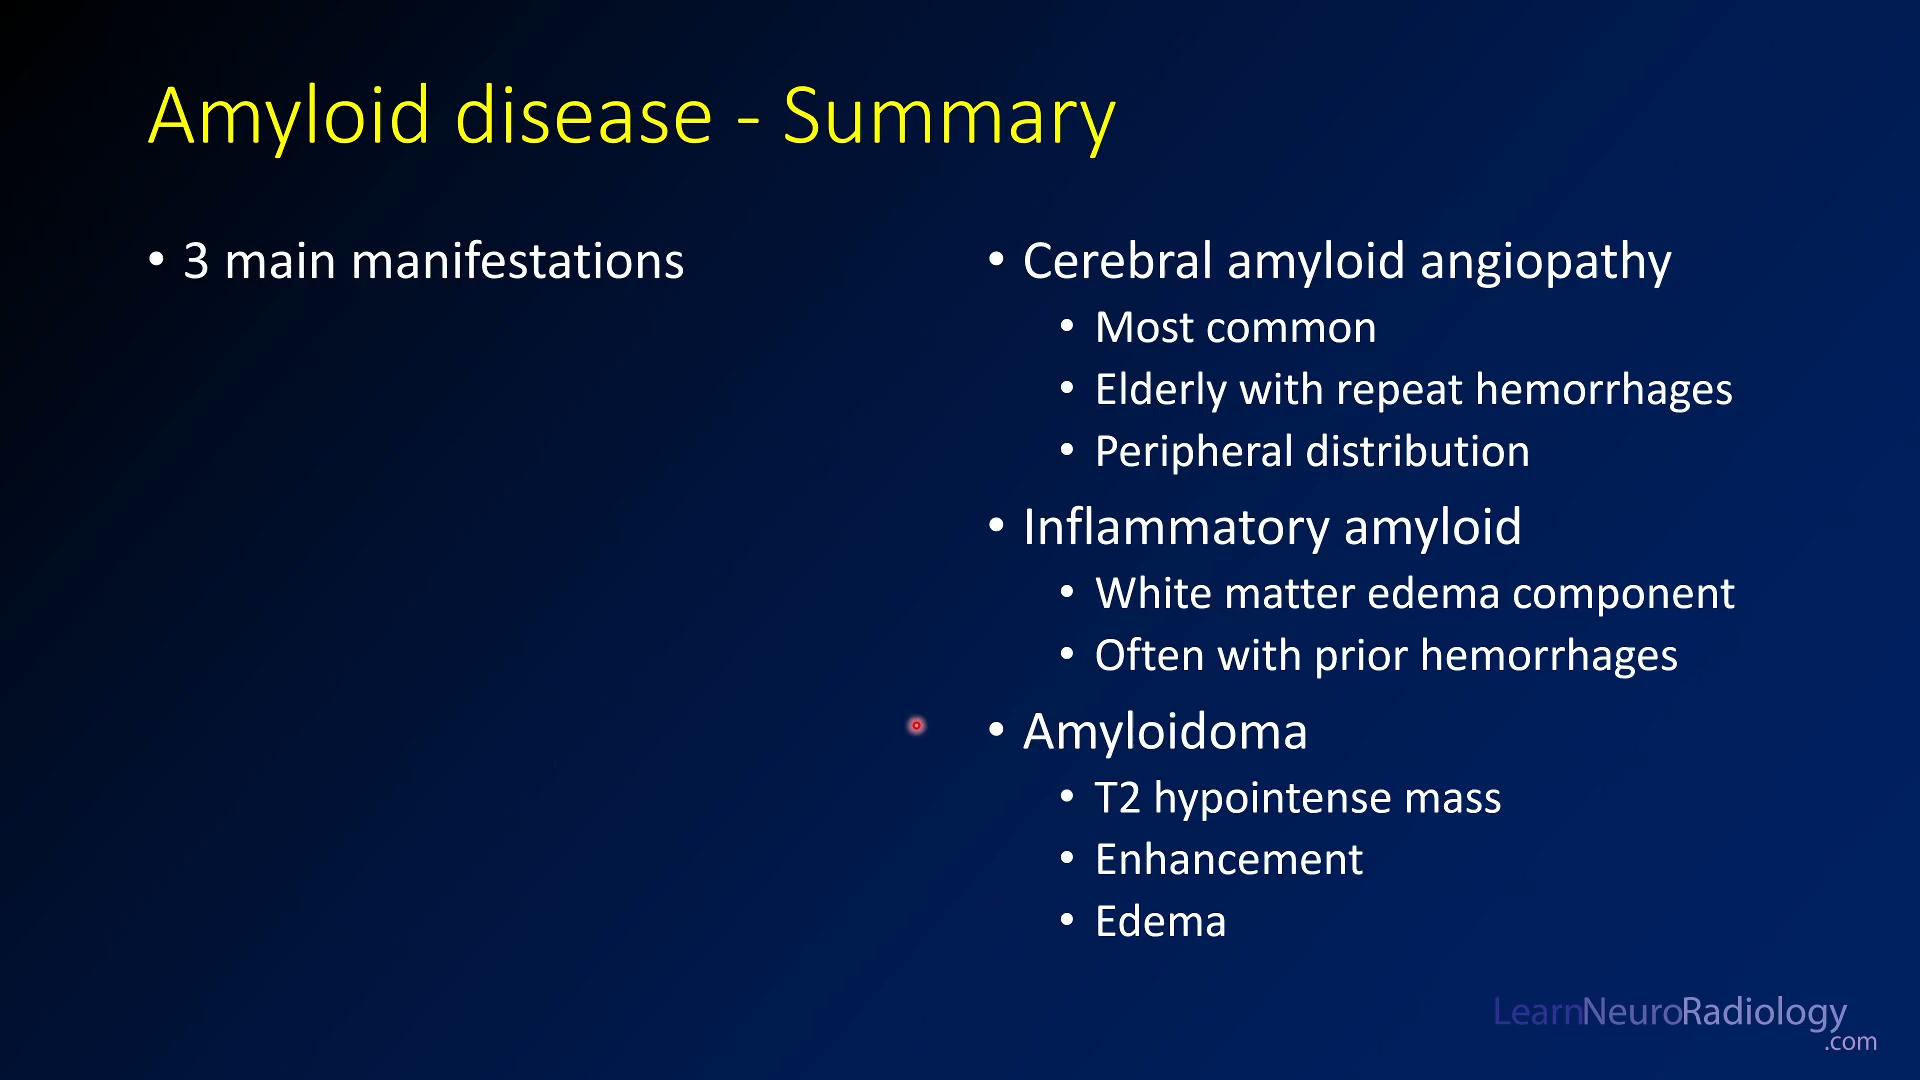 Amyloid disease - Summary
• 3 main manifestations
• Cerebral amyloid angiopathy
• Most common
• Elderly with repeat hemorrhages
• Peripheral distribution
• Inflammatory amyloid
• White matter edema component
• Often with prior hemorrhages
• Amyloidoma
• T2 hypointense mass
• Enhancement
• Edema
LearnNeuroRadiology
.com